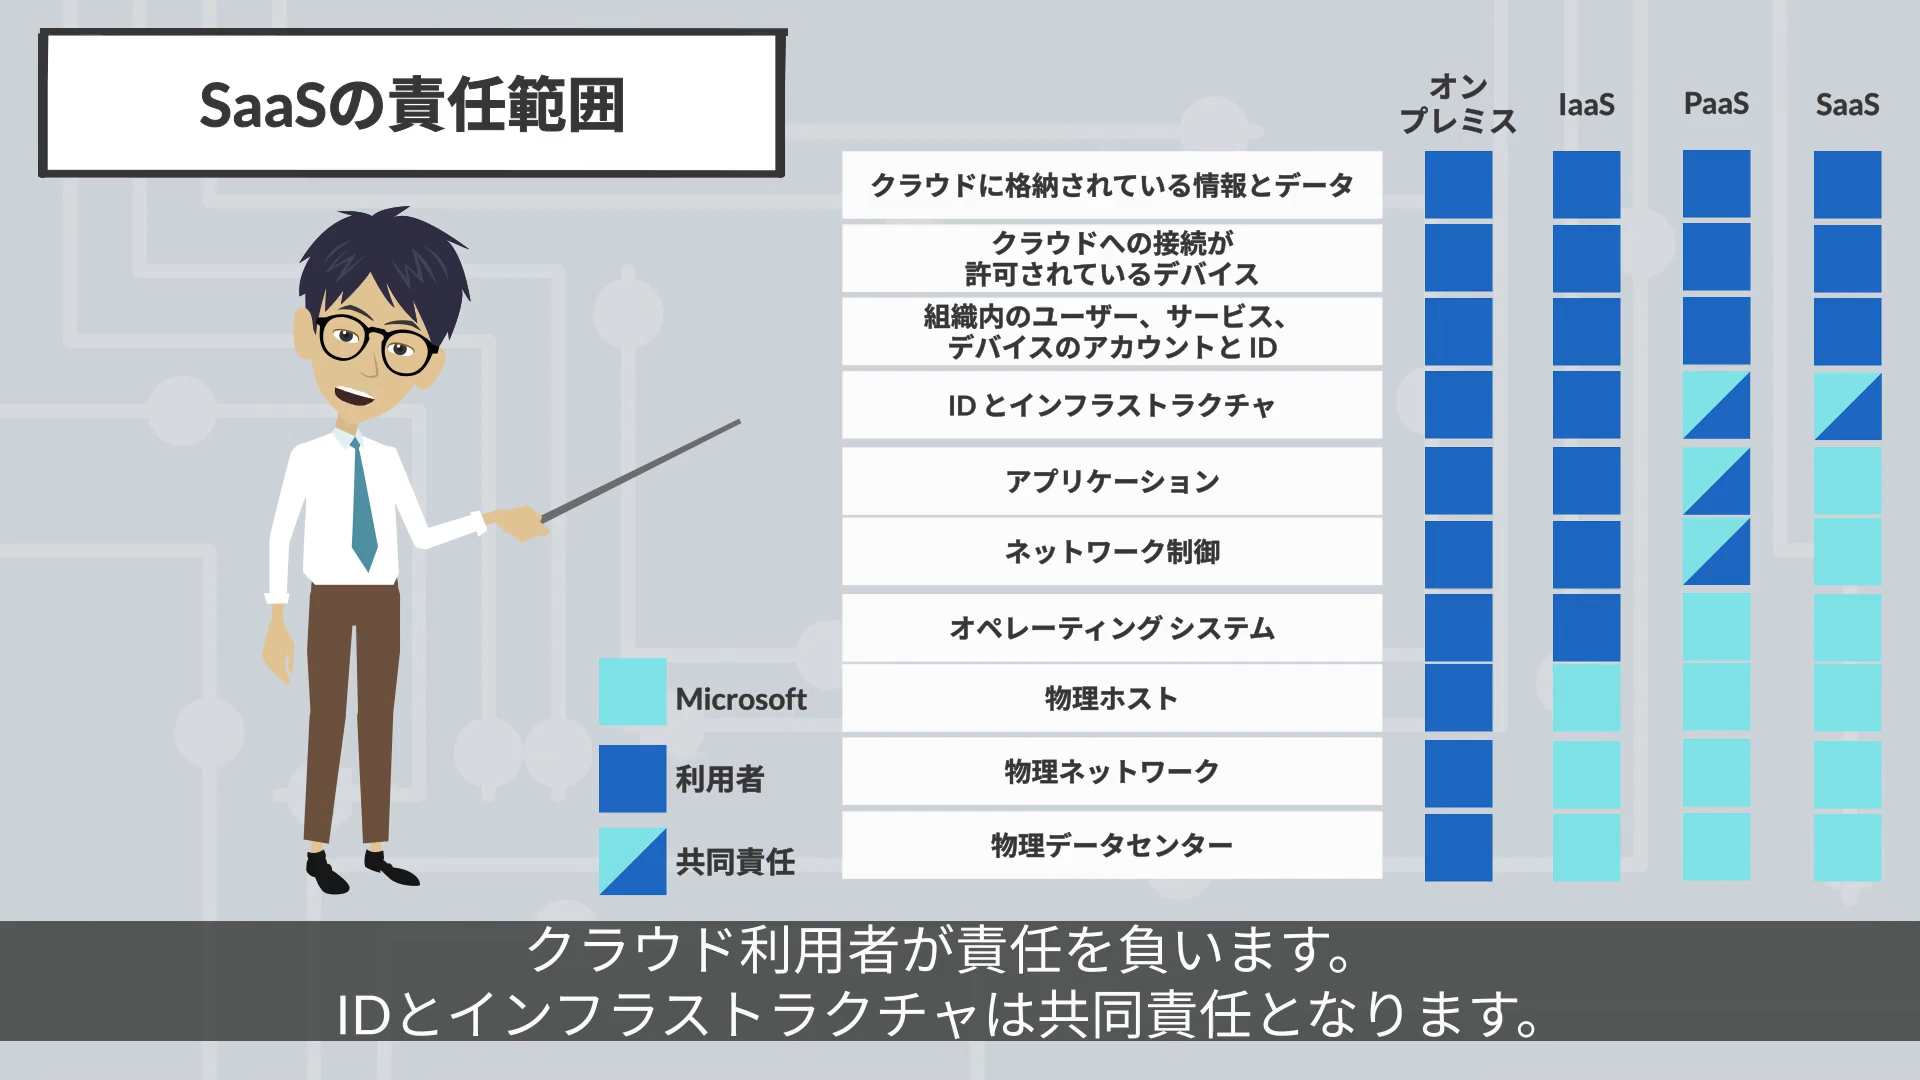 SaaSの責任範囲
オン
プレミス
IaaS
PaaS
SaaS
クラウドに格納されている情報とデータ
クラウドへの接続が
許可されているデバイス
組織内のユーザー、サービス、
デバイスのアカウントと ID
ID とインフラストラクチャ
アプリケーション
ネットワーク制御
オペレーティング システム
物理ホスト
物理ネットワーク
物理データセンター
Microsoft
利用者
共同責任
クラウド利用者が責任を負います。
IDとインフラストラクチャは共同責任となります。